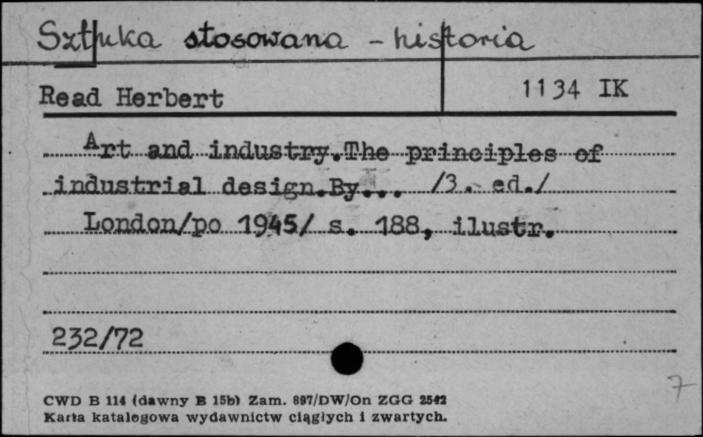 Sztuka stosowana - historia
Read Herbert
1134 IK
Art and industry.The principles of
industrial design.By... /3. ed./
London/po 1945/ s. 188, ilustr.
232/72
7
CWD B 114 (dawny B 15b) Zam. 897/DW/On ZGG 2542
Karta katalogowa wydawnictw ciągłych i zwartych.